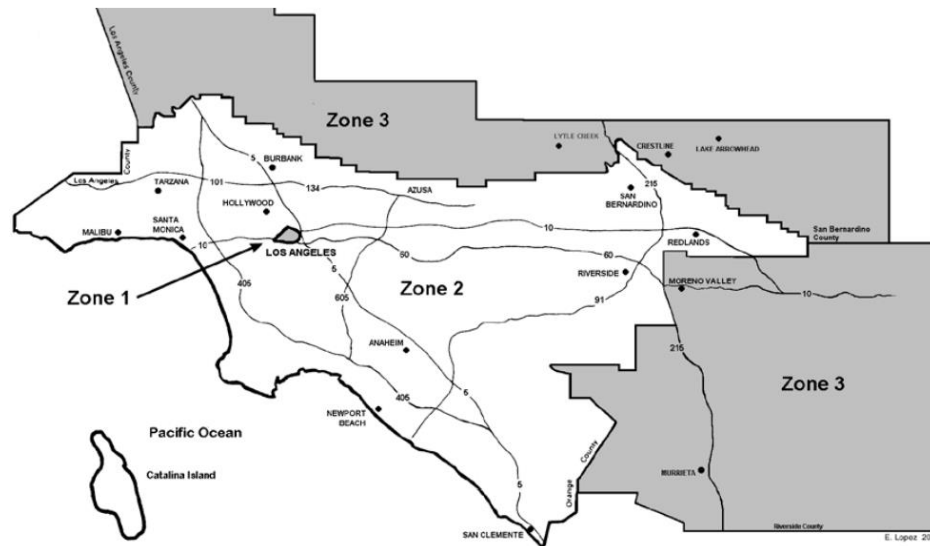 Los Angeles County
Zone 3
LYTLE CREEK
CRESTLINE
LAKE ARROWHEAD
5
BURBANK
215
County
Los Angeles
TARZANA
101
134
AZUSA
SAN
BERNARDINO
HOLLYWOOD
SANTA
MONICA
MALIBU
10
LOS ANGELES
10
REDLANDS
San Bernardino
County
60
60
5
RIVERSIDE
MORENO VALLEY
Zone 1
405
605
Zone 2
91
10
ANAHEIM
215
5
405
Zone 3
NEWPORT
BEACH
Pacific Ocean
Catalina Island
County
Orange
5
MURRIETA
SAN CLEMENTE
Riverside County
E. Lopez 20